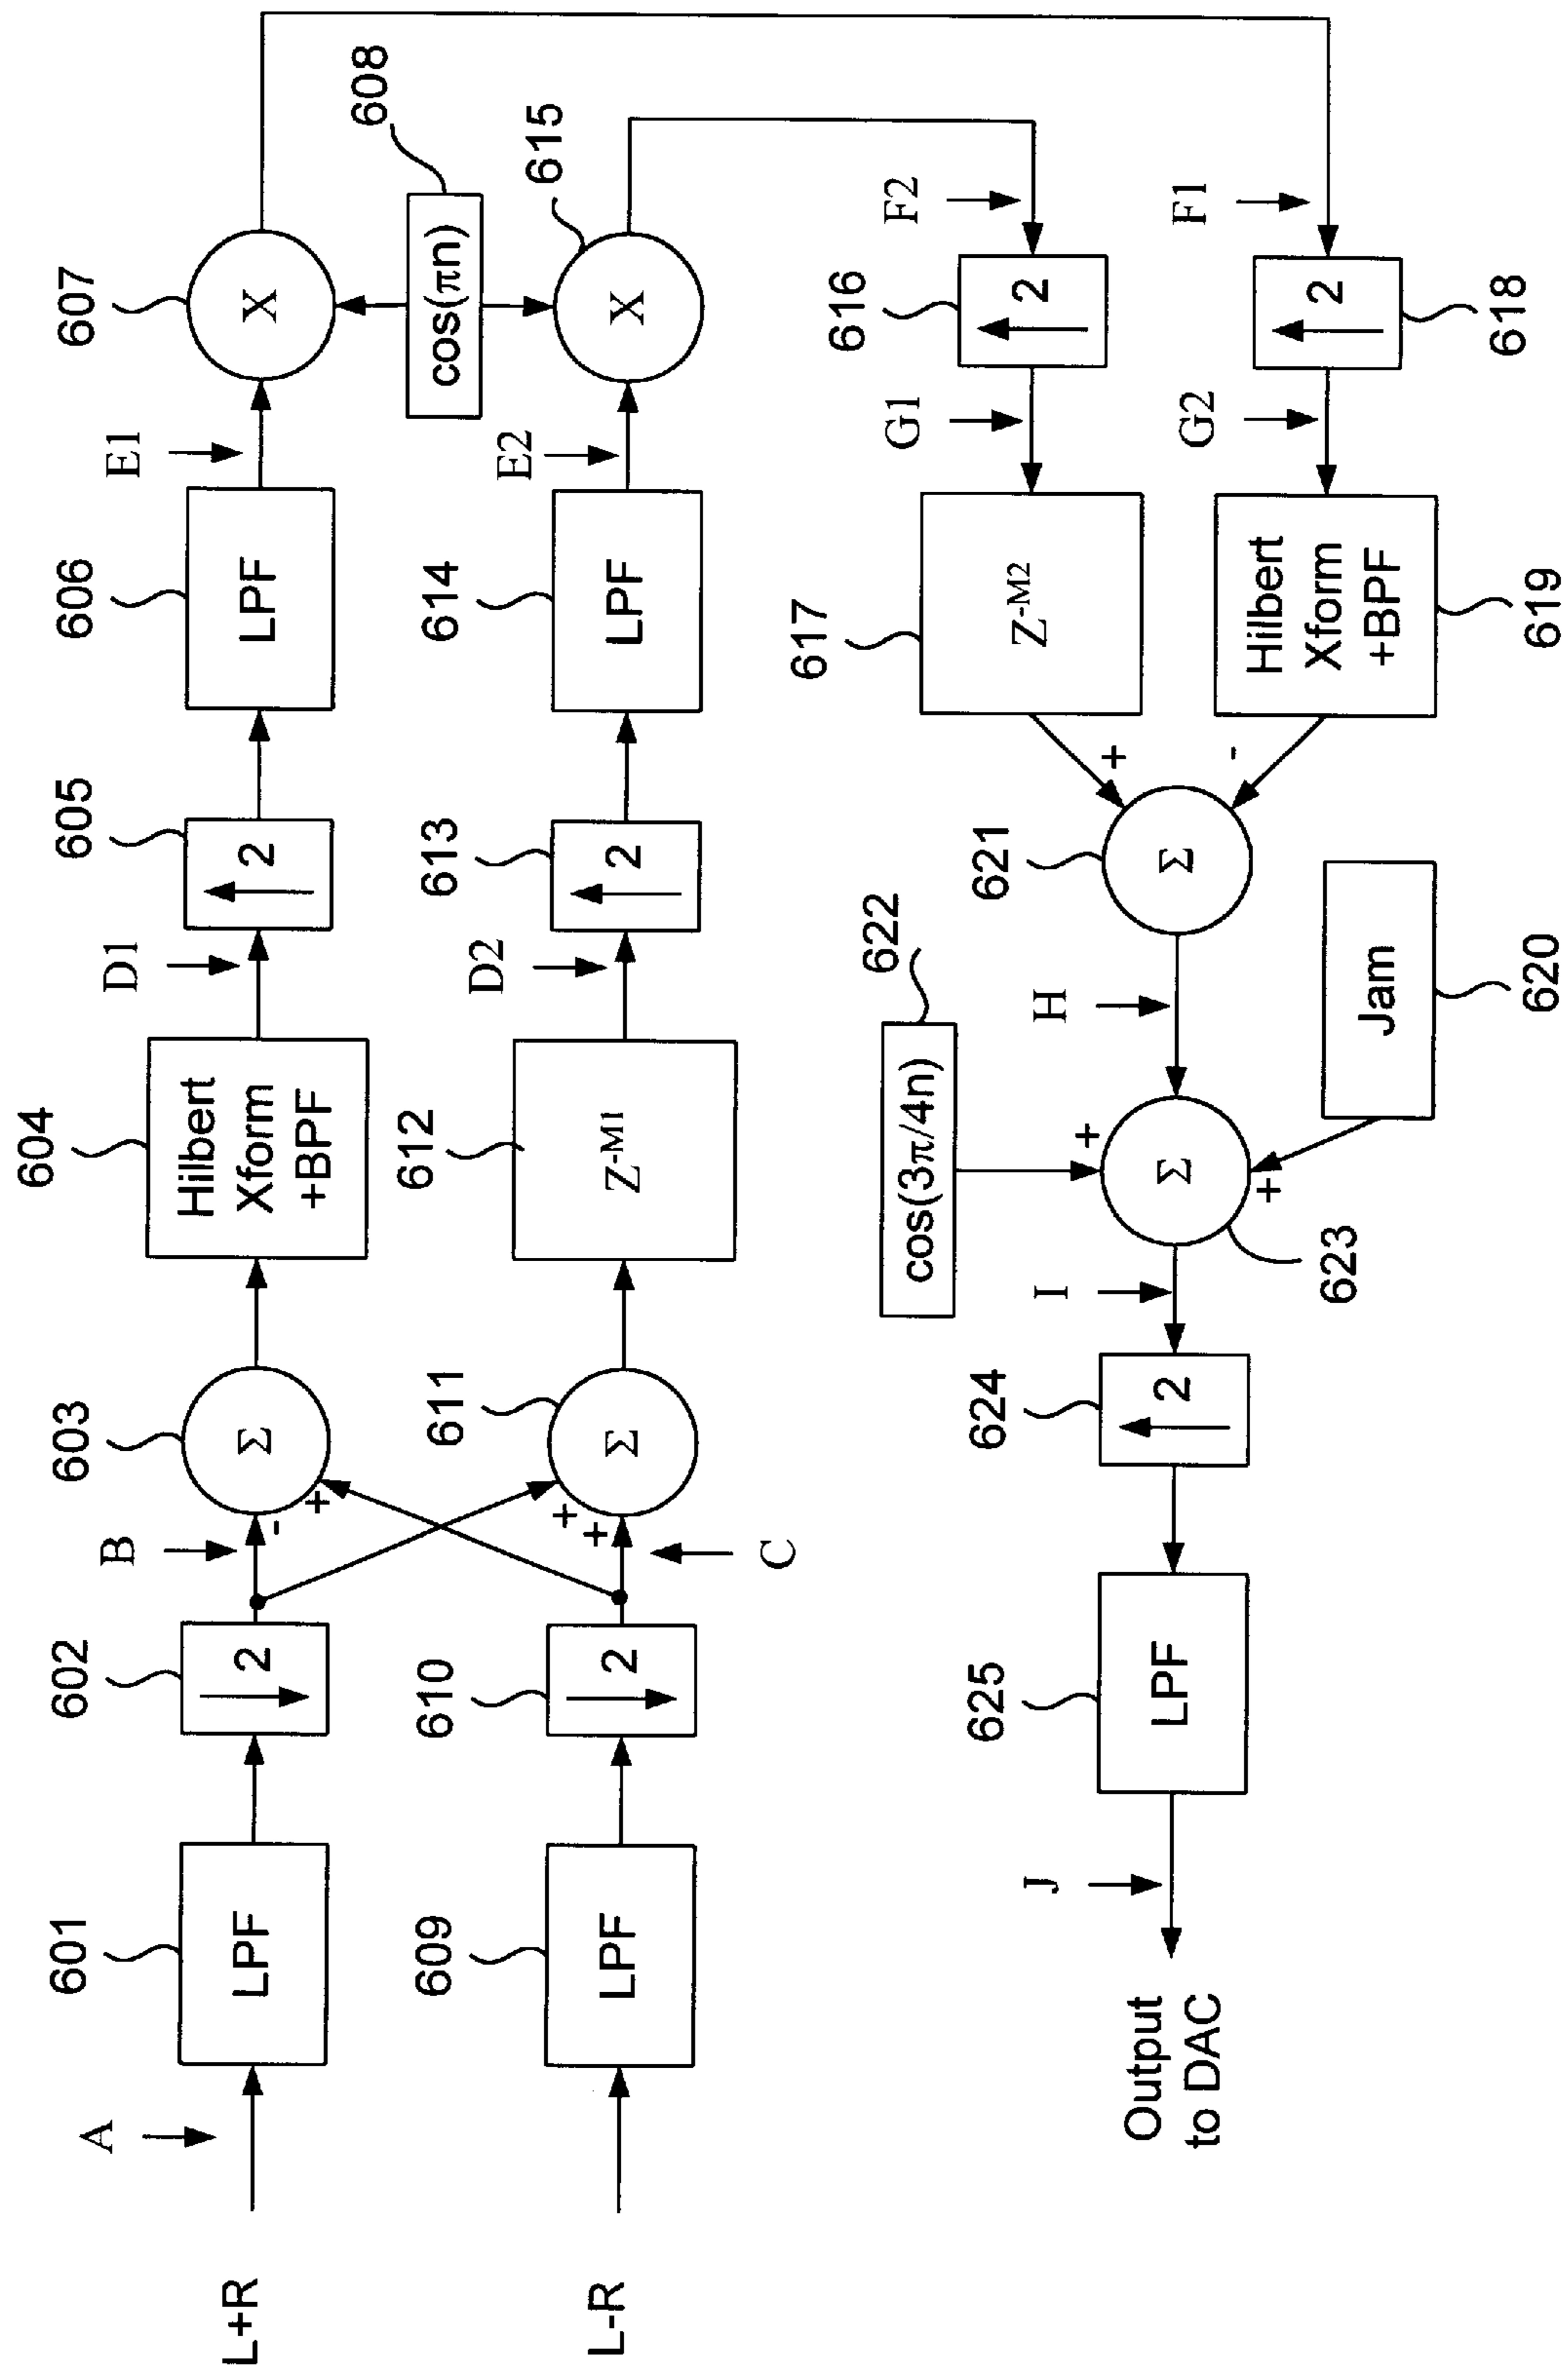 L+R
A
601
LPF
602
2
B
-
+
603
Σ
604
Hilbert
Xform
+BPF
D1
605
2
606
LPF
E1
607
X
608
cos(πn)
L-R
609
LPF
610
2
C
+
+
611
Σ
612
Z-M1
D2
613
2
614
LPF
E2
615
X
F2
616
2
G1
617
Z-M2
F1
618
2
G2
619
Hilbert
Xform
+BPF
+
-
621
Σ
H
622
cos(3π/4n)
620
Jam
+
+
623
Σ
I
624
2
625
LPF
J
Output
to DAC